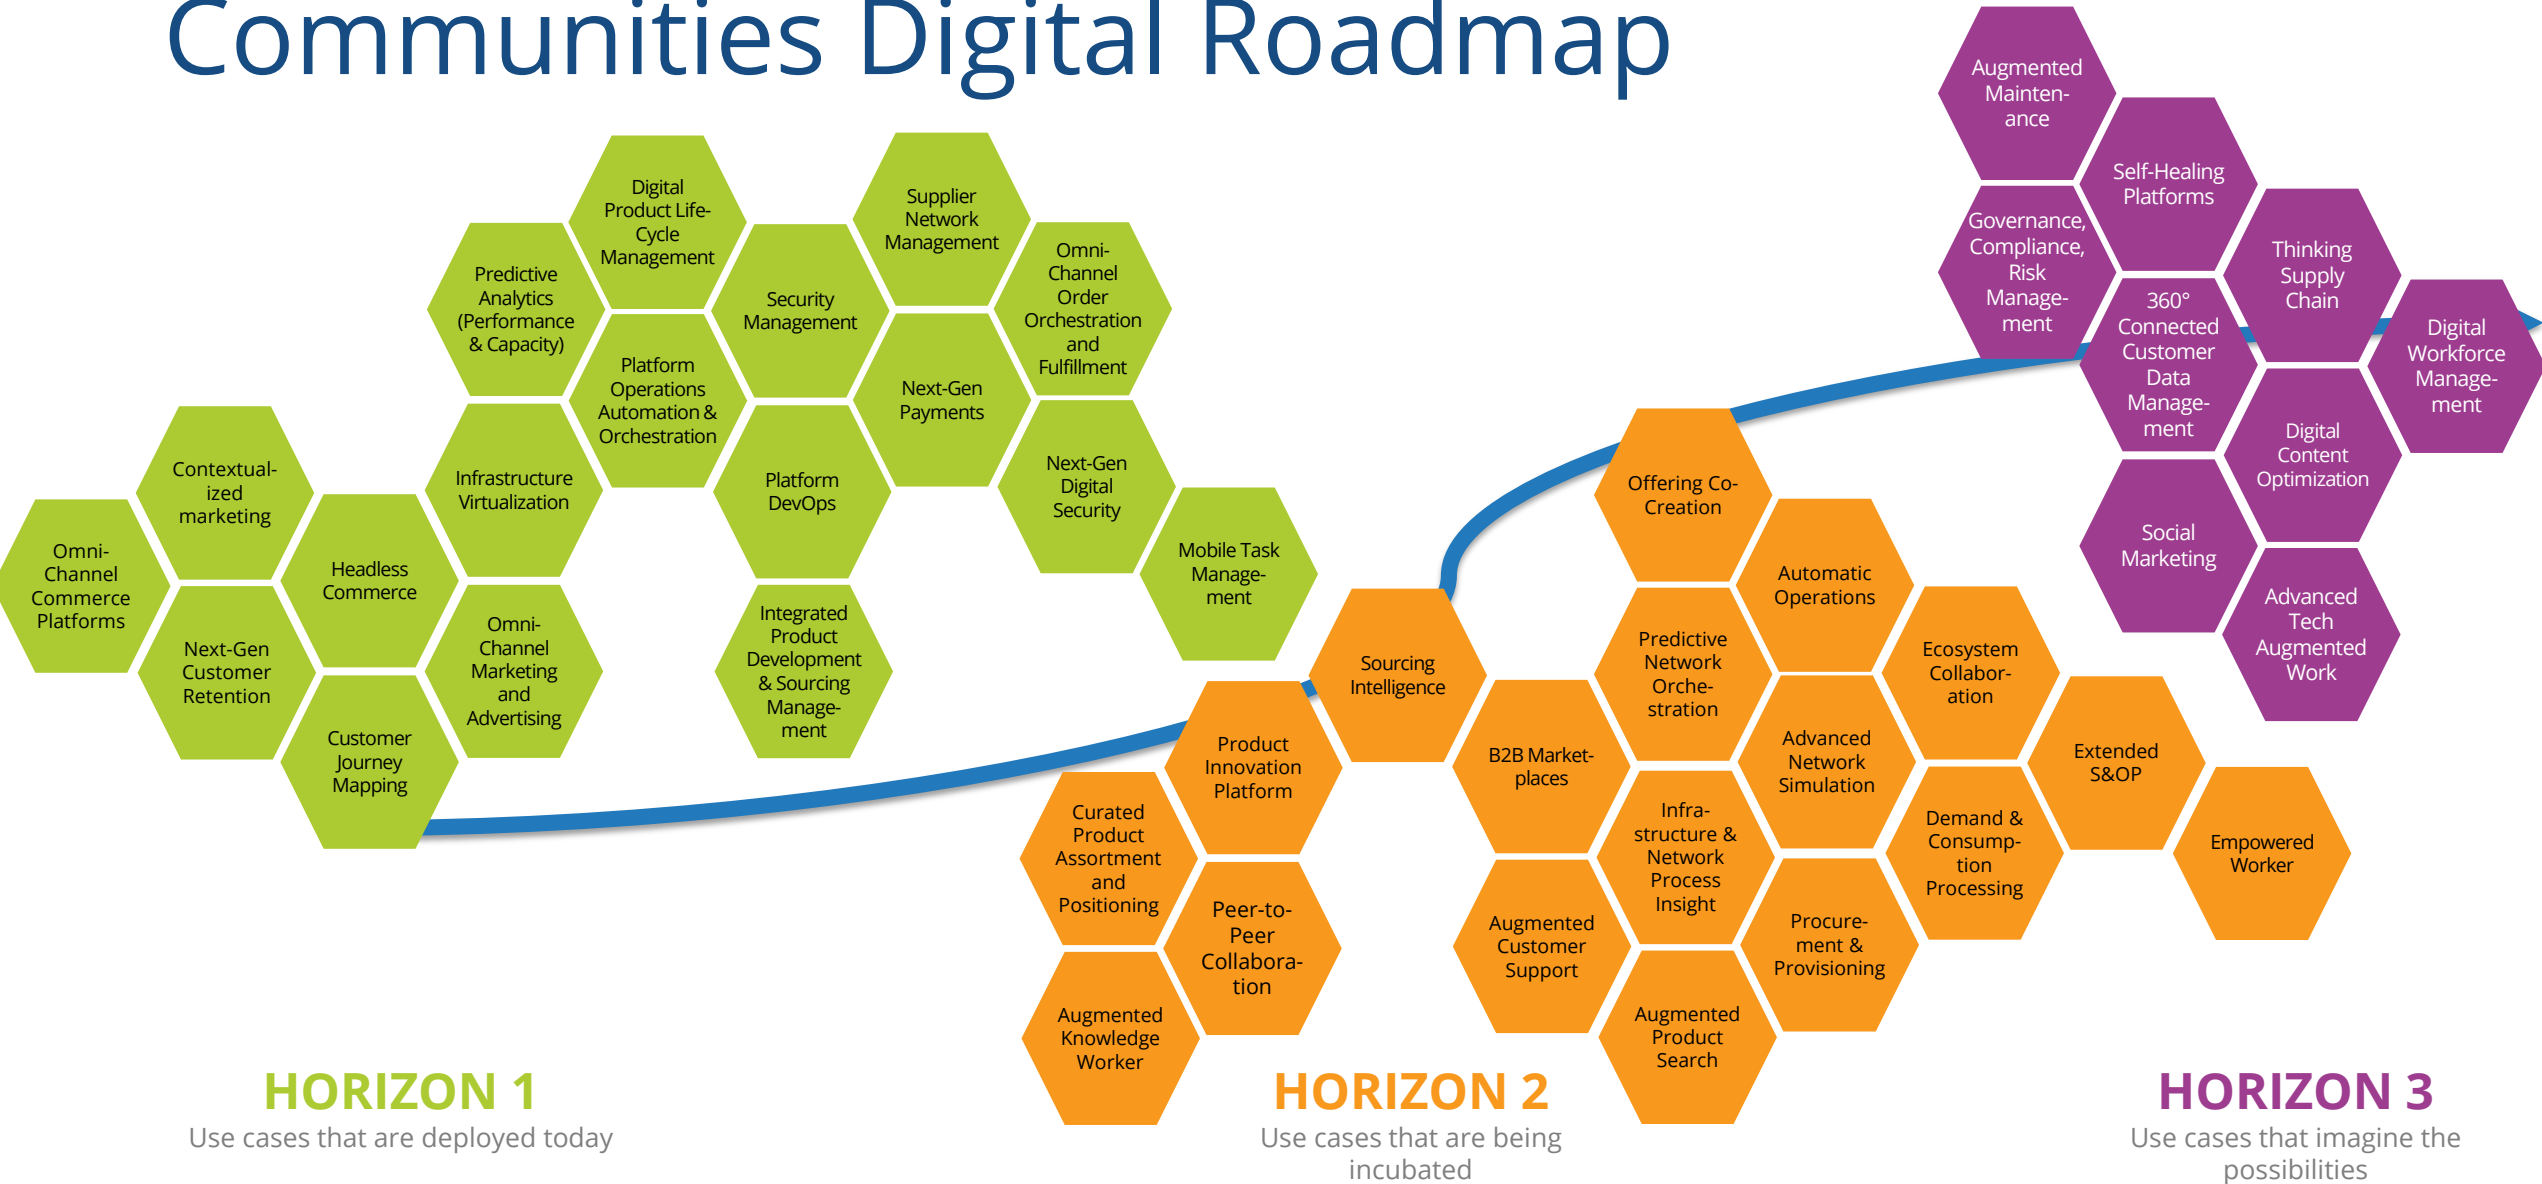 Communities Digital Roadmap
Digital
Product Life-
Cycle
Management
Supplier
Network
Management
Predictive
Analytics
(Performance
& Capacity)
Security
Management
Omni-
Channel
Order
Orchestration
and
Fulfillment
Platform
Operations
Automation &
Orchestration
Next-Gen
Payments
Contextual-
ized
marketing
Infrastructure
Virtualization
Platform
DevOps
Next-Gen
Digital
Security
Omni-
Channel
Commerce
Platforms
Headless
Commerce
Mobile Task
Manage-
ment
Next-Gen
Customer
Retention
Omni-
Channel
Marketing
and
Advertising
Integrated
Product
Development
& Sourcing
Manage-
ment
Customer
Journey
Mapping
HORIZON 1
Use cases that are deployed today
Offering Co-
Creation
Automatic
Operations
Sourcing
Intelligence
Predictive
Network
Orche-
stration
Ecosystem
Collabor-
ation
Product
Innovation
Platform
B2B Market-
places
Advanced
Network
Simulation
Extended
S&OP
Curated
Product
Assortment
and
Positioning
Infra-
structure &
Network
Process
Insight
Demand &
Consump-
tion
Processing
Empowered
Worker
Peer-to-
Peer
Collabora-
tion
Augmented
Customer
Support
Procure-
ment &
Provisioning
Augmented
Knowledge
Worker
Augmented
Product
Search
HORIZON 2
Use cases that are being
incubated
Augmented
Mainten-
ance
Self-Healing
Platforms
Governance,
Compliance,
Risk
Manage-
ment
Thinking
Supply
Chain
360°
Connected
Customer
Data
Manage-
ment
Digital
Workforce
Manage-
ment
Digital
Content
Optimization
Social
Marketing
Advanced
Tech
Augmented
Work
HORIZON 3
Use cases that imagine the
possibilities